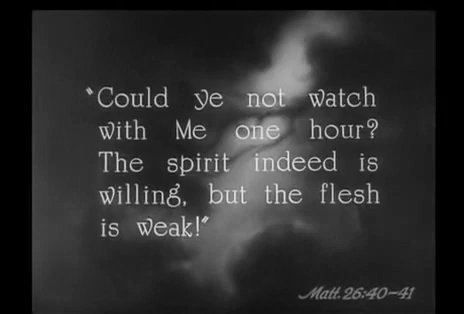 "Could ye not watch
with Me one hour?
The spirit indeed is
willing, but the flesh
is weak!"
Matt. 26:40-41